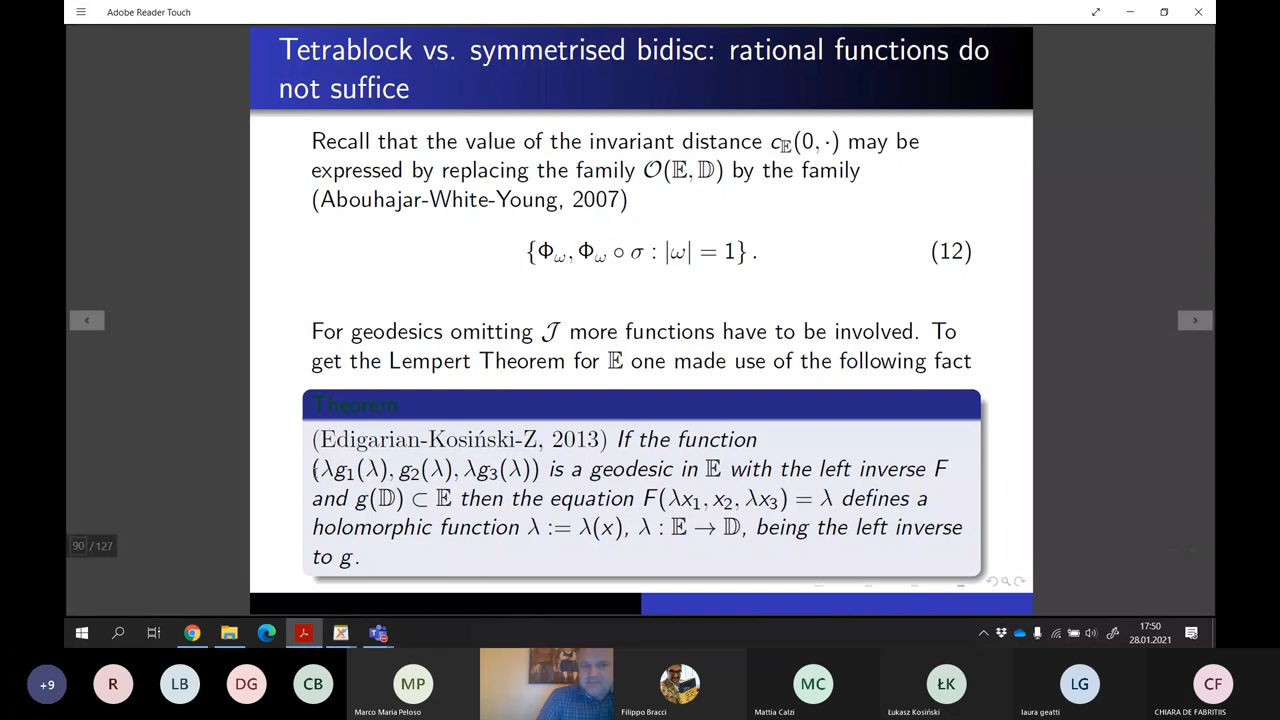 Adobe Reader Touch
Tetrablock vs. symmetrised bidisc: rational functions do
not suffice
Recall that the value of the invariant distance c_𝔼(0, ·) may be
expressed by replacing the family 𝒪(𝔼, 𝔻) by the family
(Abouhajar-White-Young, 2007)
{Φ_ω, Φ_ω ∘ σ : |ω| = 1} . (12)
For geodesics omitting 𝒥 more functions have to be involved. To
get the Lempert Theorem for 𝔼 one made use of the following fact
Theorem
(Edigarian-Kosiński-Z, 2013) If the function
(λg₁(λ), g₂(λ), λg₃(λ)) is a geodesic in 𝔼 with the left inverse F
and g(𝔻) ⊂ 𝔼 then the equation F(λx₁, x₂, λx₃) = λ defines a
holomorphic function λ := λ(x), λ : 𝔼 → 𝔻, being the left inverse
to g.
90 / 127
17:50
28.01.2021
+9
R
LB
DG
CB
MP
MC
ŁK
LG
CF
Marco Maria Peloso
Filippo Bracci
Mattia Calzi
Łukasz Kosiński
laura geatti
CHIARA DE FABRITIIS